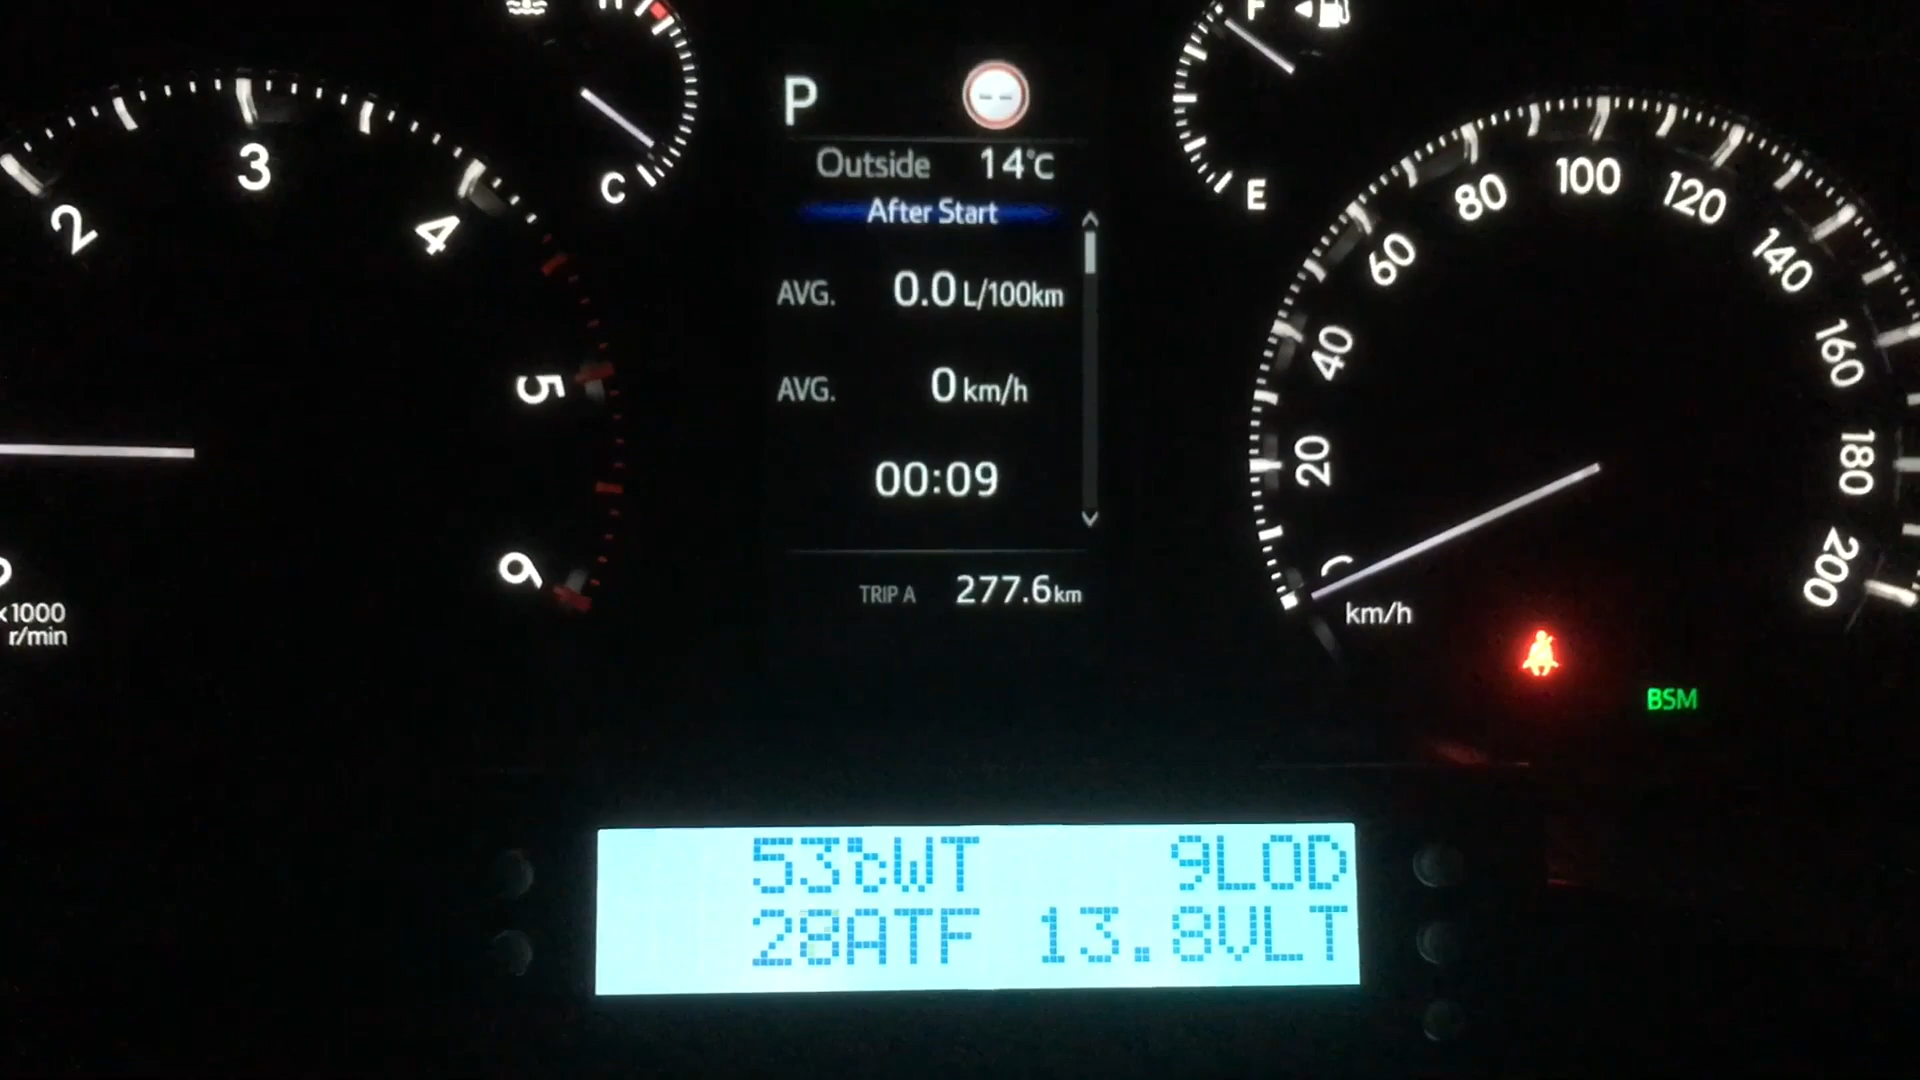 P
Outside 14°C
After Start
AVG. 0.0 L/100km
AVG. 0 km/h
00:09
TRIP A 277.6 km
2
3
4
5
6
x1000
r/min
H
C
F
E
20
40
60
80
100
120
140
160
180
200
km/h
BSM
53℃WT 9LOD
28ATF 13.8VLT